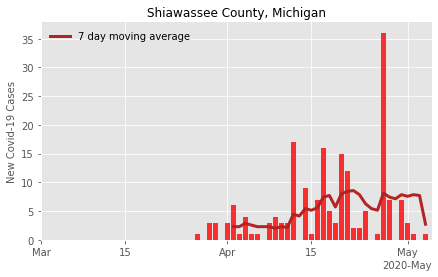 Shiawassee County, Michigan
7 day moving average
New Covid-19 Cases
35
30
25
20
15
10
5
0
Mar
15
Apr
15
May
2020-May